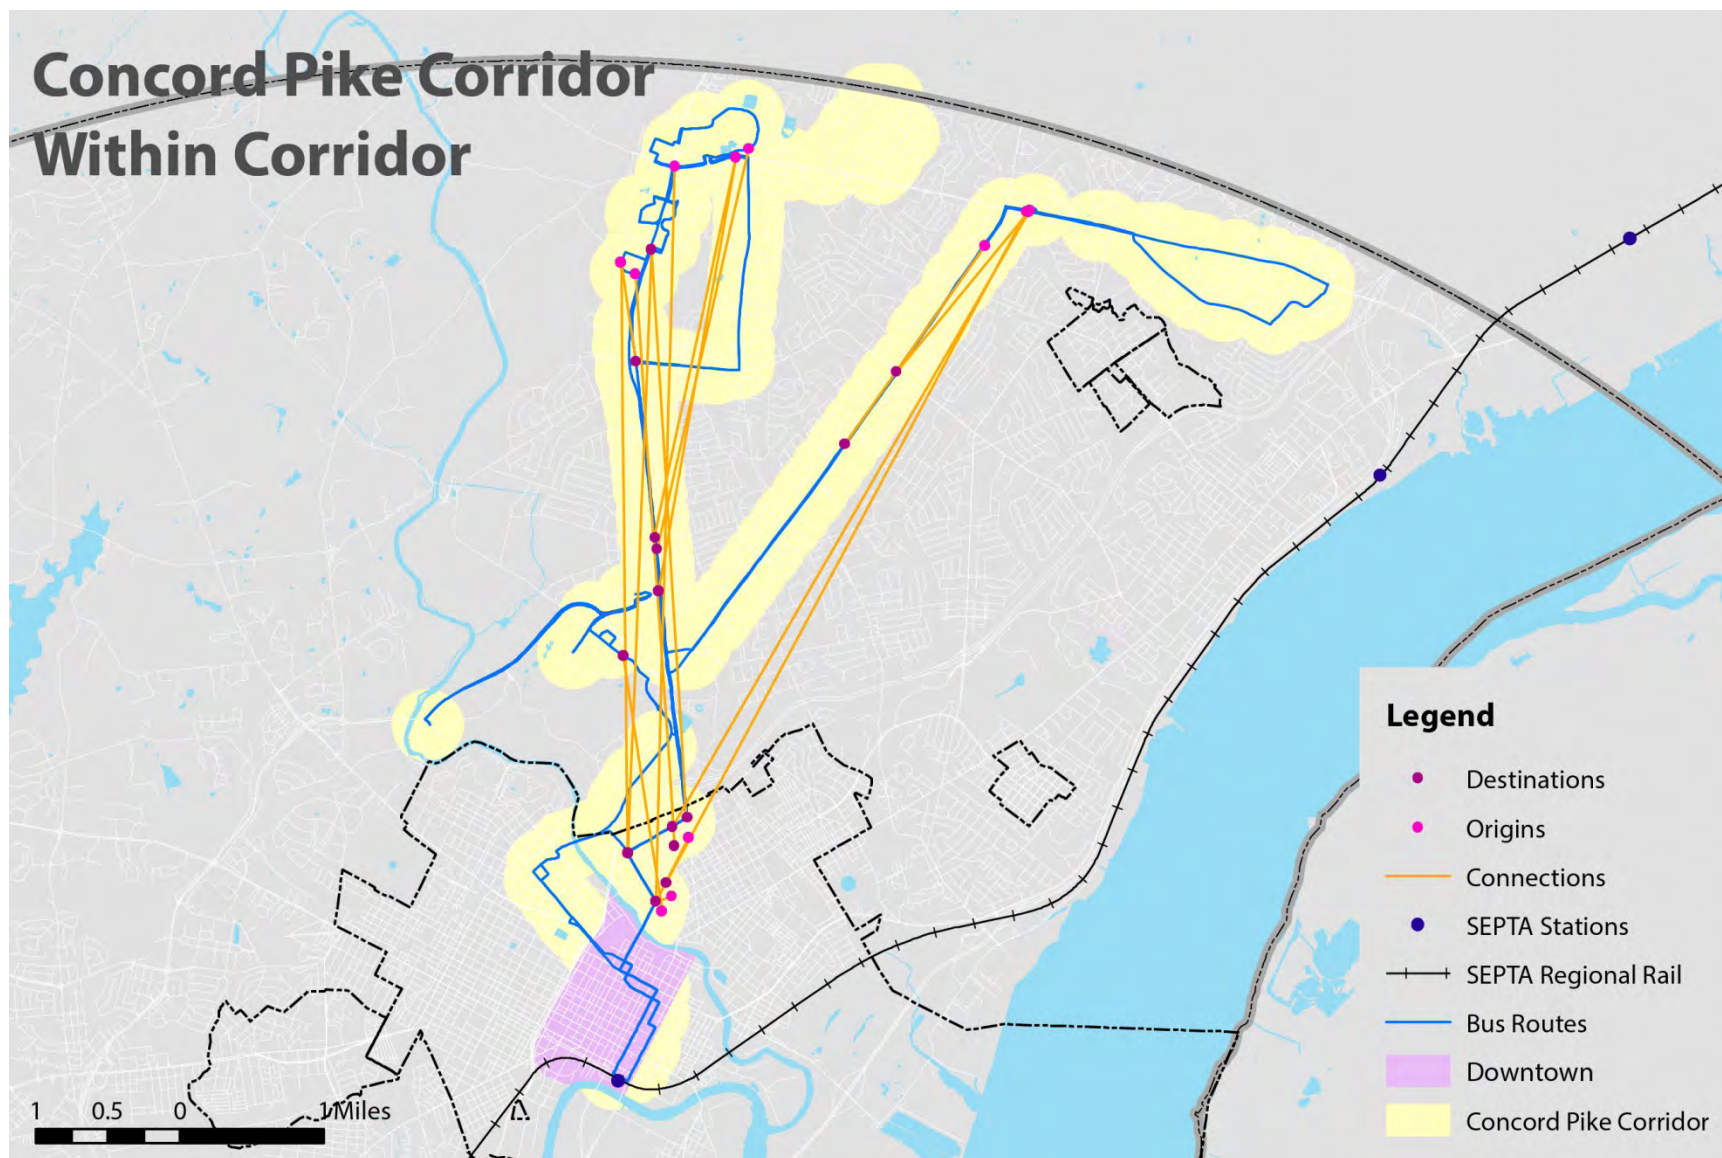 Concord Pike Corridor
Within Corridor
Legend
Destinations
Origins
Connections
SEPTA Stations
SEPTA Regional Rail
Bus Routes
Downtown
Concord Pike Corridor
1 0.5 0 1 Miles